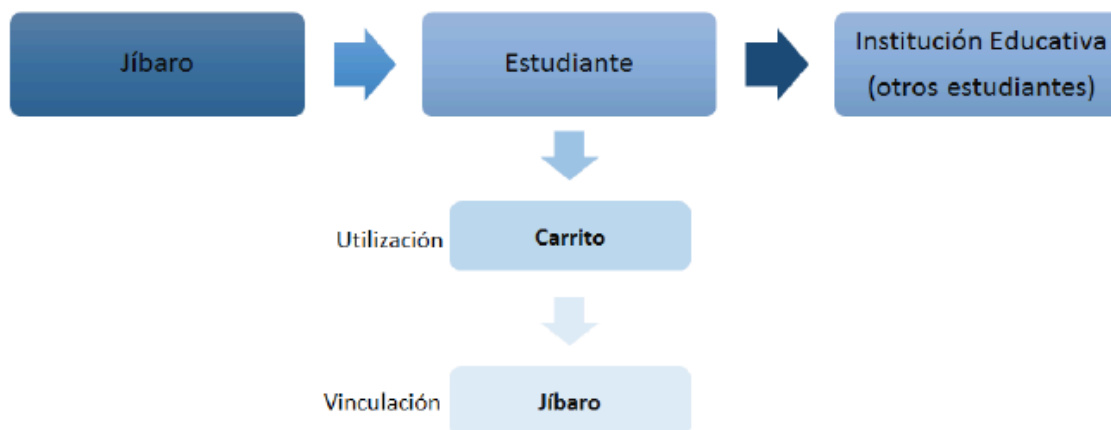 Jíbaro
Estudiante
Institución Educativa
(otros estudiantes)
Utilización
Carrito
Vinculación
Jíbaro